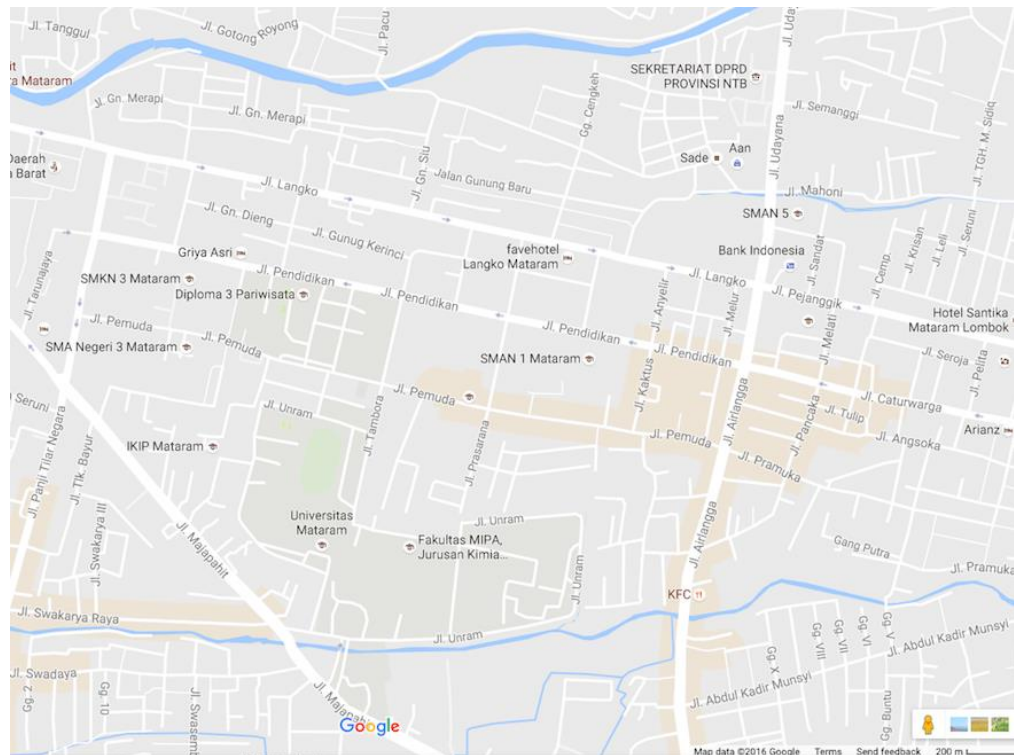 Jl. Tanggul
Jl. Gotong Royong
Jl. Pacu
Jl. Uday
SEKRETARIAT DPRD
PROVINSI NTB
it
ra Mataram
Jl. Gn. Merapi
Jl. Gn. Merapi
Gg. Cengkeh
Jl. Semanggi
Jl. Udayana
Jl. TGH. M. Sidiq
Daerah
a Barat
Jl. Langko
Jl. Gn. Siu
Jalan Gunung Baru
Sade
Aan
Jl. Mahoni
Jl. Gn. Dieng
Jl. Gunug Kerinci
SMAN 5
Griya Asri
favehotel
Langko Mataram
Bank Indonesia
Jl. Sandat
Jl. Cemp.
Jl. Krisan
Jl. Leli
Jl. Seruni
SMKN 3 Mataram
Diploma 3 Pariwisata
Jl. Pendidikan
Jl. Pendidikan
Jl. Pendidikan
Jl. Pendidikan
Jl. Langko
Jl. Pejanggik
Jl. Tarunajaya
Jl. Anyelir
Jl. Melur
Jl. Melati
Hotel Santika
Mataram Lombok
Jl. Pemuda
Jl. Pemuda
SMA Negeri 3 Mataram
SMAN 1 Mataram
Jl. Seroja
Jl. Pelita
Jl. Pemuda
Jl. Kaktus
Jl. Airlangga
Jl. Caturwarga
Seruni
Jl. Unram
Jl. Tambora
Jl. Pancaka
Jl. Tulip
Jl. Angsoka
Arianz
IKIP Mataram
Jl. Panji Tilar Negara
Jl. Tlk. Bayur
Jl. Prasarana
Jl. Pemuda
Jl. Pramuka
Jl. Swakarya III
Jl. Majapahit
Universitas
Mataram
Jl. Unram
Fakultas MIPA,
Jurusan Kimia...
Jl. Airlangga
Gang Putra
Jl. Pramuka
Jl. Unram
KFC
Jl. Swakarya Raya
Jl. Unram
Gg. VIII
Gg. VII
Gg. VI
Gg. V
Jl. Abdul Kadir Munsyi
Jl. Swadaya
Gg. 2
Gg. 10
Jl. Swasem
Jl. Majapahit
Gg. X
Jl. Abdul Kadir Munsyi
Gg. Buntu
Google
Map data ©2016 Google Terms Send feedback 200 m